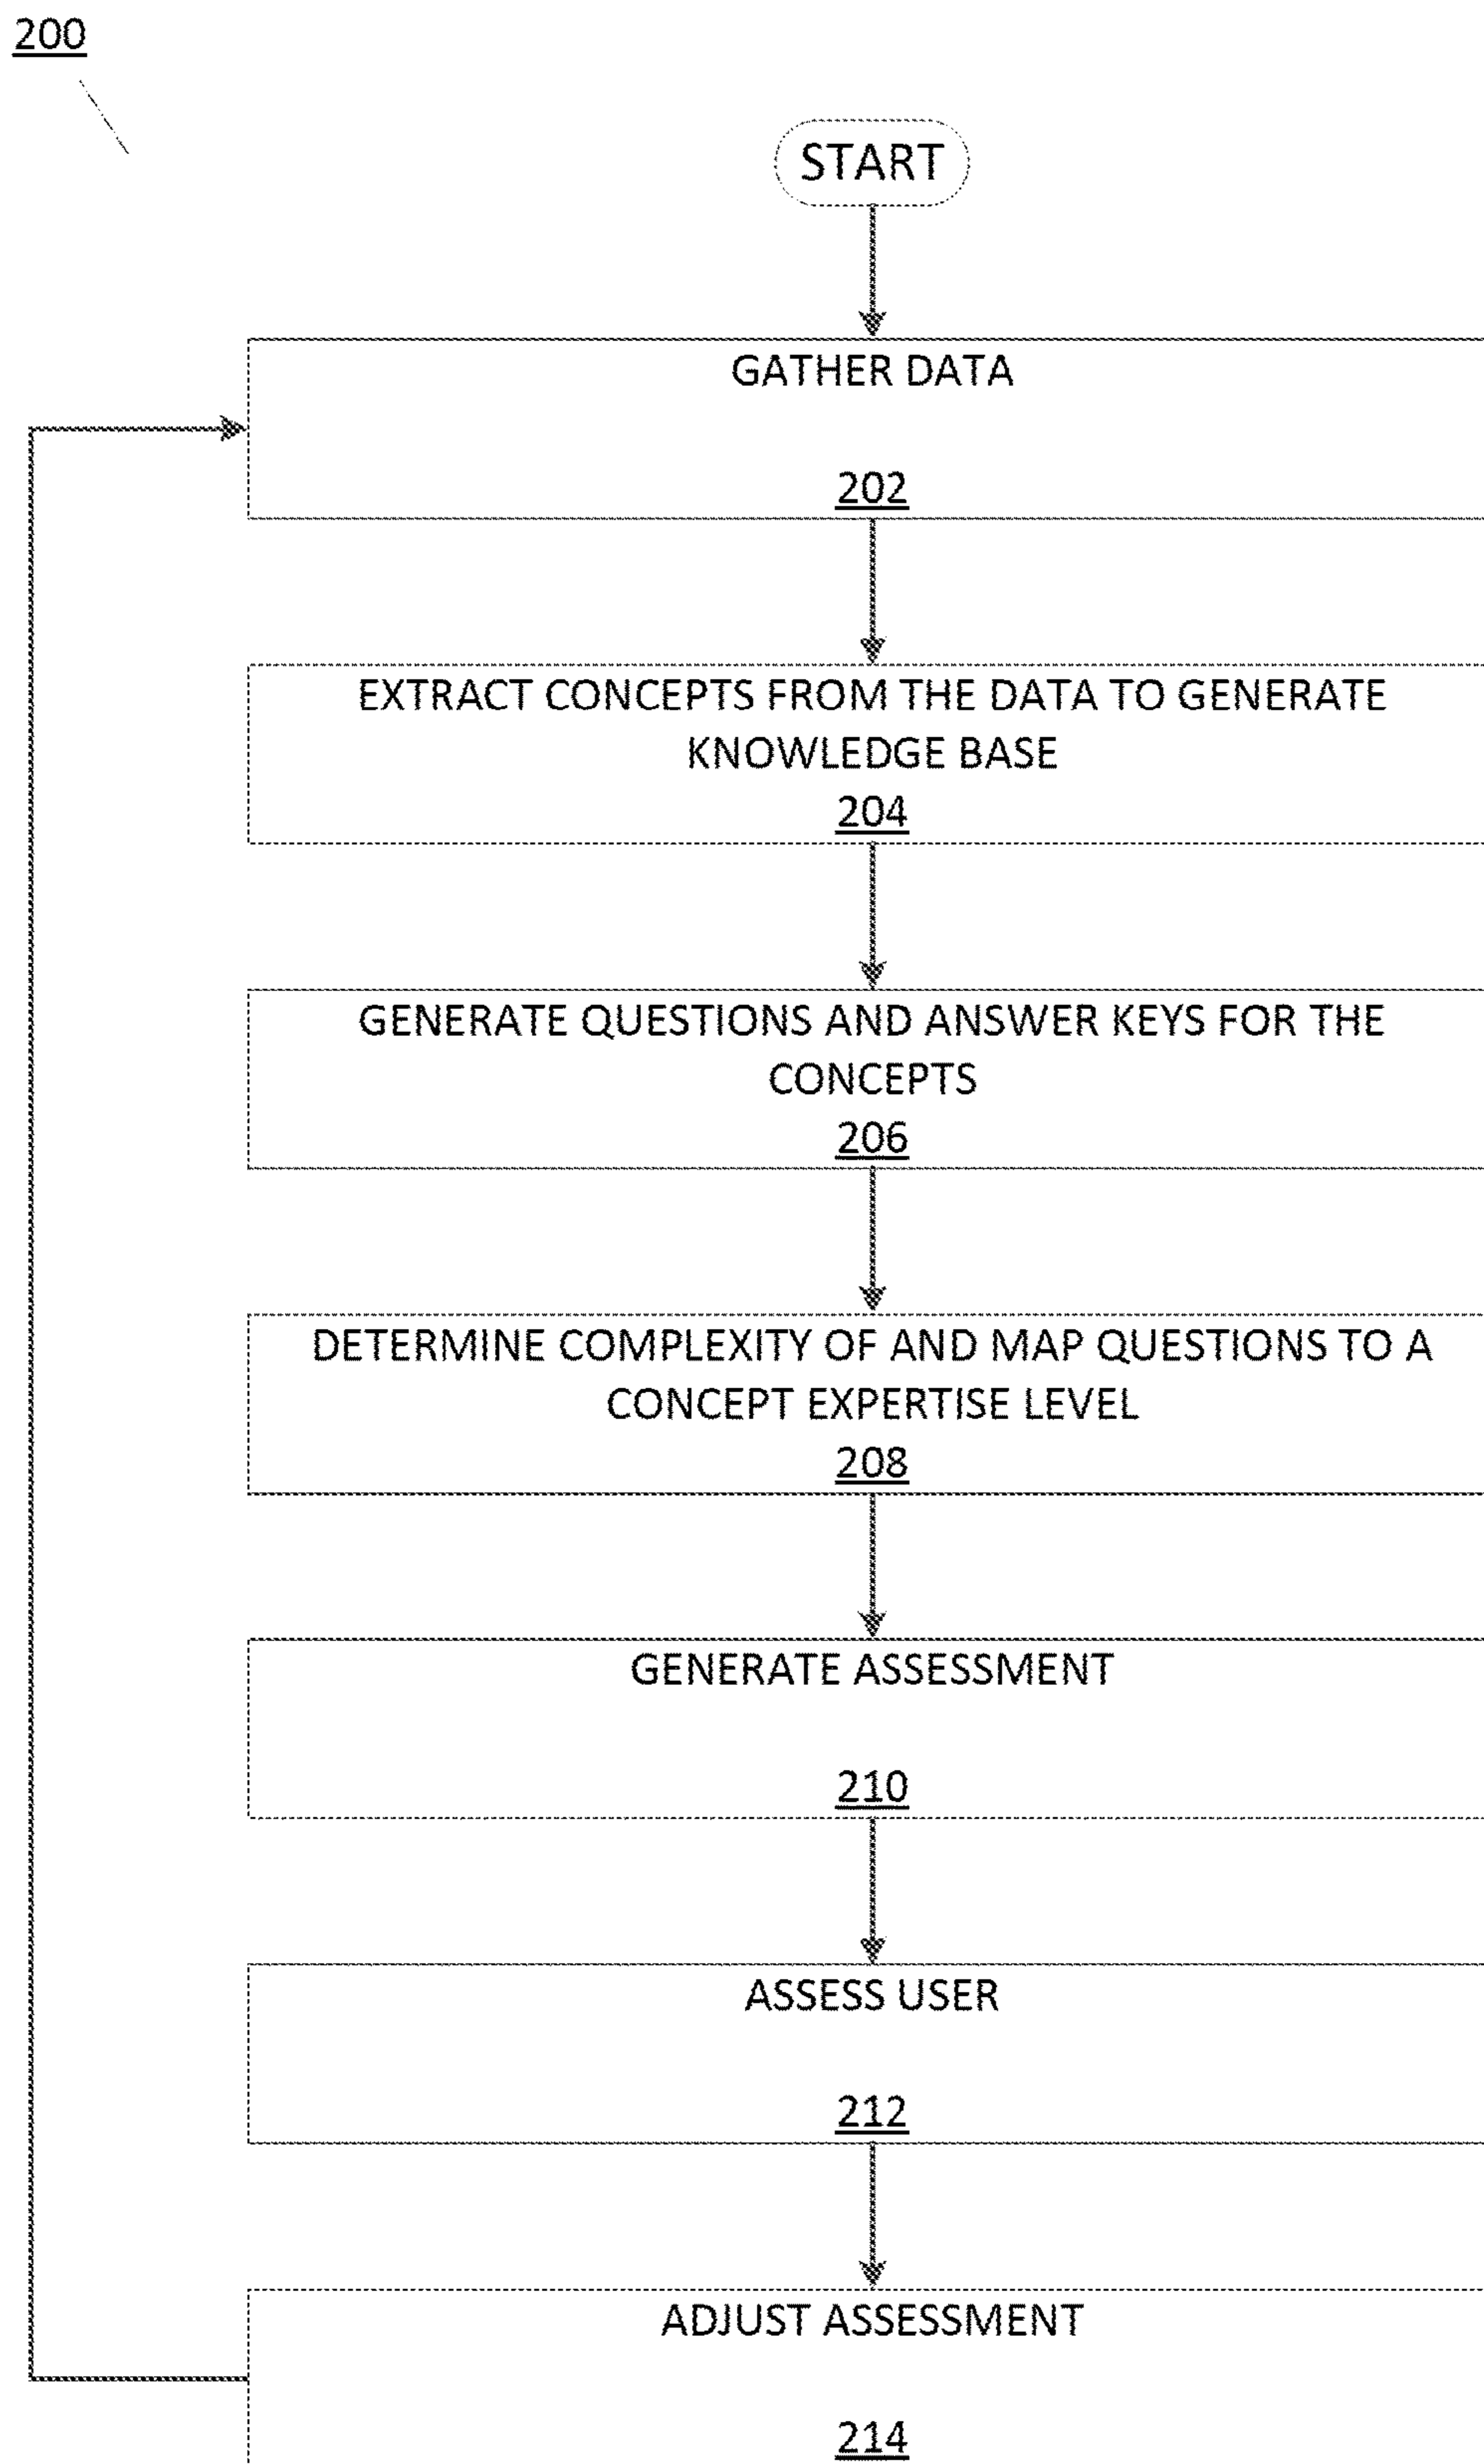 200
START
GATHER DATA
202
EXTRACT CONCEPTS FROM THE DATA TO GENERATE
KNOWLEDGE BASE
204
GENERATE QUESTIONS AND ANSWER KEYS FOR THE
CONCEPTS
206
DETERMINE COMPLEXITY OF AND MAP QUESTIONS TO A
CONCEPT EXPERTISE LEVEL
208
GENERATE ASSESSMENT
210
ASSESS USER
212
ADJUST ASSESSMENT
214